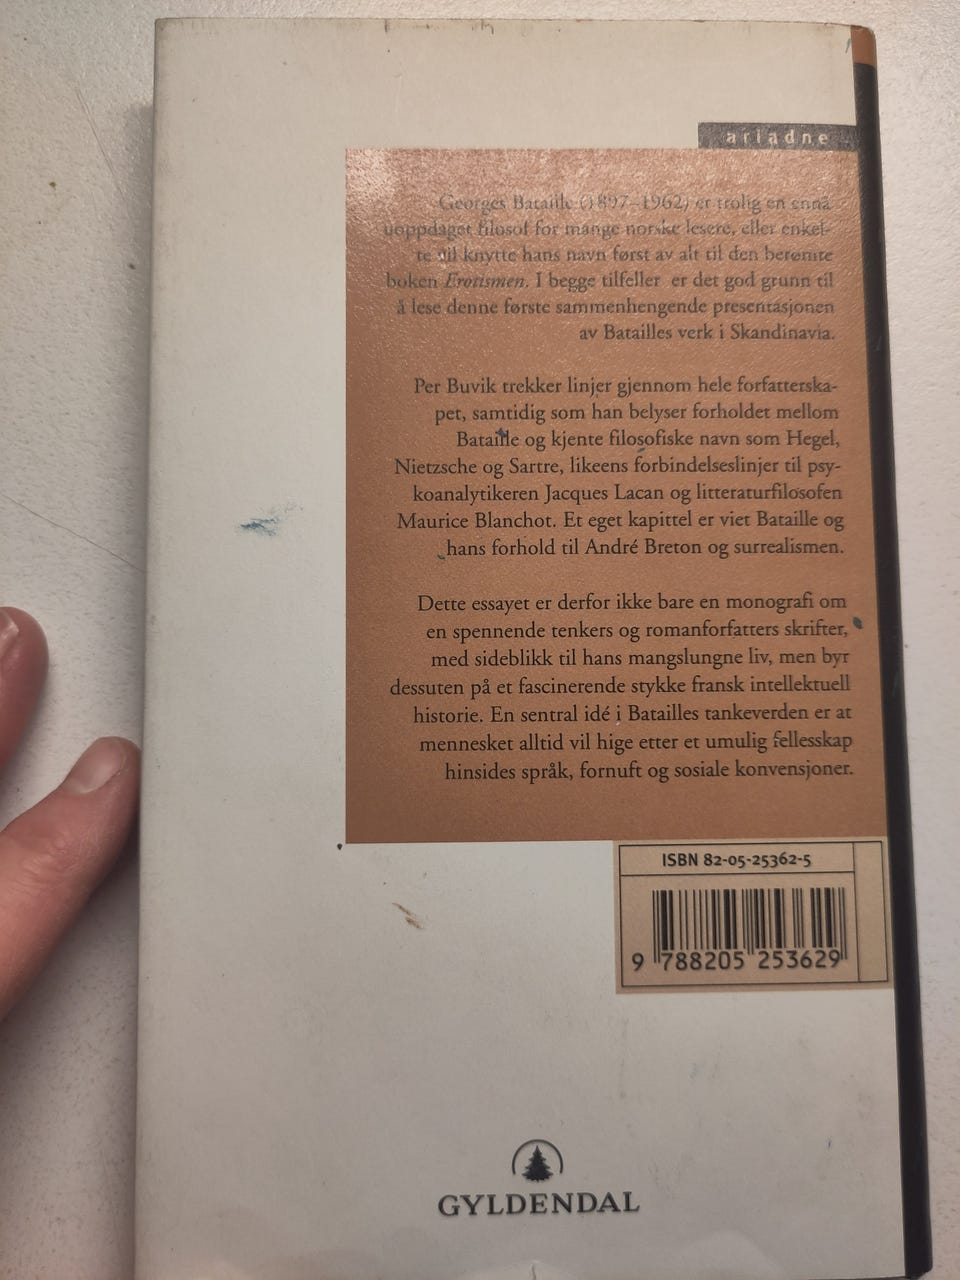 ariadne
Georges Bataille (1897–1962) er trolig en ennå
uoppdaget filosof for mange norske lesere, eller enkel-
te vil knytte hans navn først av alt til den berømte
boken Erotismen. I begge tilfeller er det god grunn til
å lese denne første sammenhengende presentasjonen
av Batailles verk i Skandinavia.
Per Buvik trekker linjer gjennom hele forfatterska-
pet, samtidig som han belyser forholdet mellom
Bataille og kjente filosofiske navn som Hegel,
Nietzsche og Sartre, likeens forbindelseslinjer til psy-
koanalytikeren Jacques Lacan og litteraturfilosofen
Maurice Blanchot. Et eget kapittel er viet Bataille og
hans forhold til André Breton og surrealismen.
Dette essayet er derfor ikke bare en monografi om
en spennende tenkers og romanforfatters skrifter,
med sideblikk til hans mangslungne liv, men byr
dessuten på et fascinerende stykke fransk intellektuell
historie. En sentral idé i Batailles tankeverden er at
mennesket alltid vil hige etter et umulig fellesskap
hinsides språk, fornuft og sosiale konvensjoner.
ISBN 82-05-25362-5
9 788205 253629
GYLDENDAL